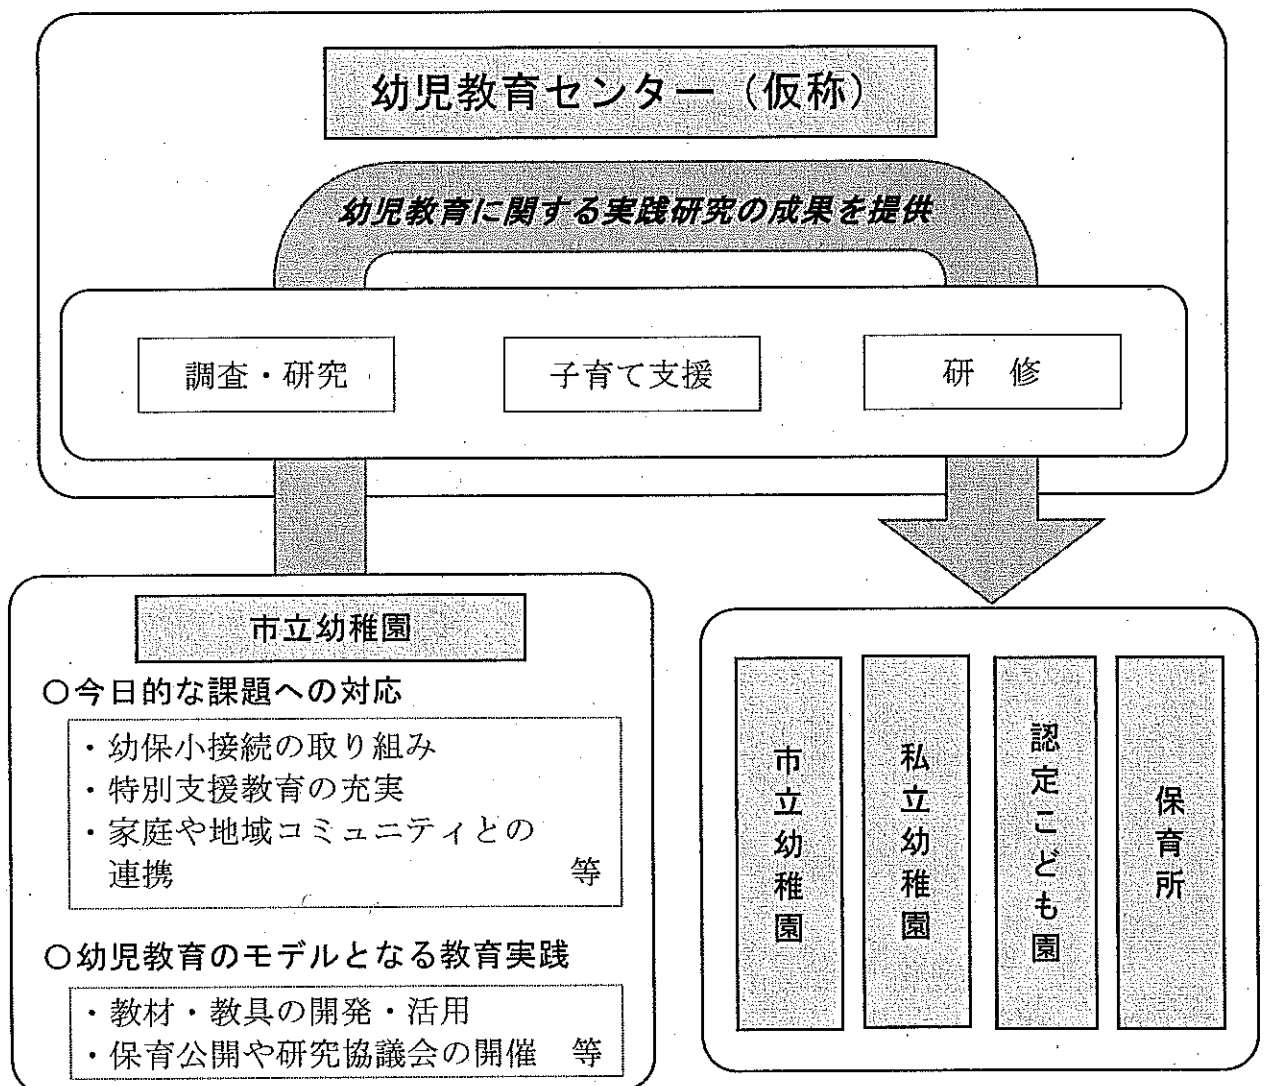 幼児教育センター（仮称）
幼児教育に関する実践研究の成果を提供
調査・研究
子育て支援
研　修
市立幼稚園
○今日的な課題への対応
・幼保小接続の取り組み
・特別支援教育の充実
・家庭や地域コミュニティとの
連携　等
○幼児教育のモデルとなる教育実践
・教材・教具の開発・活用
・保育公開や研究協議会の開催　等
市立幼稚園
私立幼稚園
認定こども園
保育所